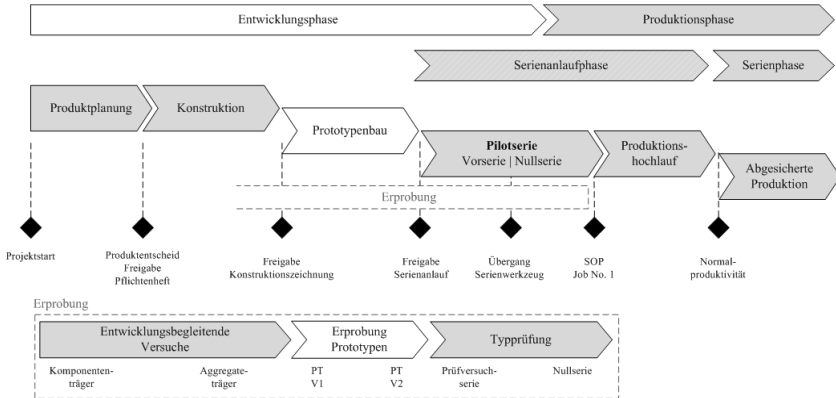 Entwicklungsphase
Produktionsphase
Serienanlaufphase
Serienphase
Produktplanung
Konstruktion
Prototypenbau
Pilotserie
Vorserie | Nullserie
Produktions-
hochlauf
Abgesicherte
Produktion
Erprobung
Projektstart
Produktentscheid
Freigabe
Pflichtenheft
Freigabe
Konstruktionszeichnung
Freigabe
Serienanlauf
Übergang
Serienwerkzeug
SOP
Job No. 1
Normal-
produktivität
Erprobung
Entwicklungsbegleitende
Versuche
Erprobung
Prototypen
Typprüfung
Komponenten-
träger
Aggregate-
träger
PT
V1
PT
V2
Prüfversuch-
serie
Nullserie